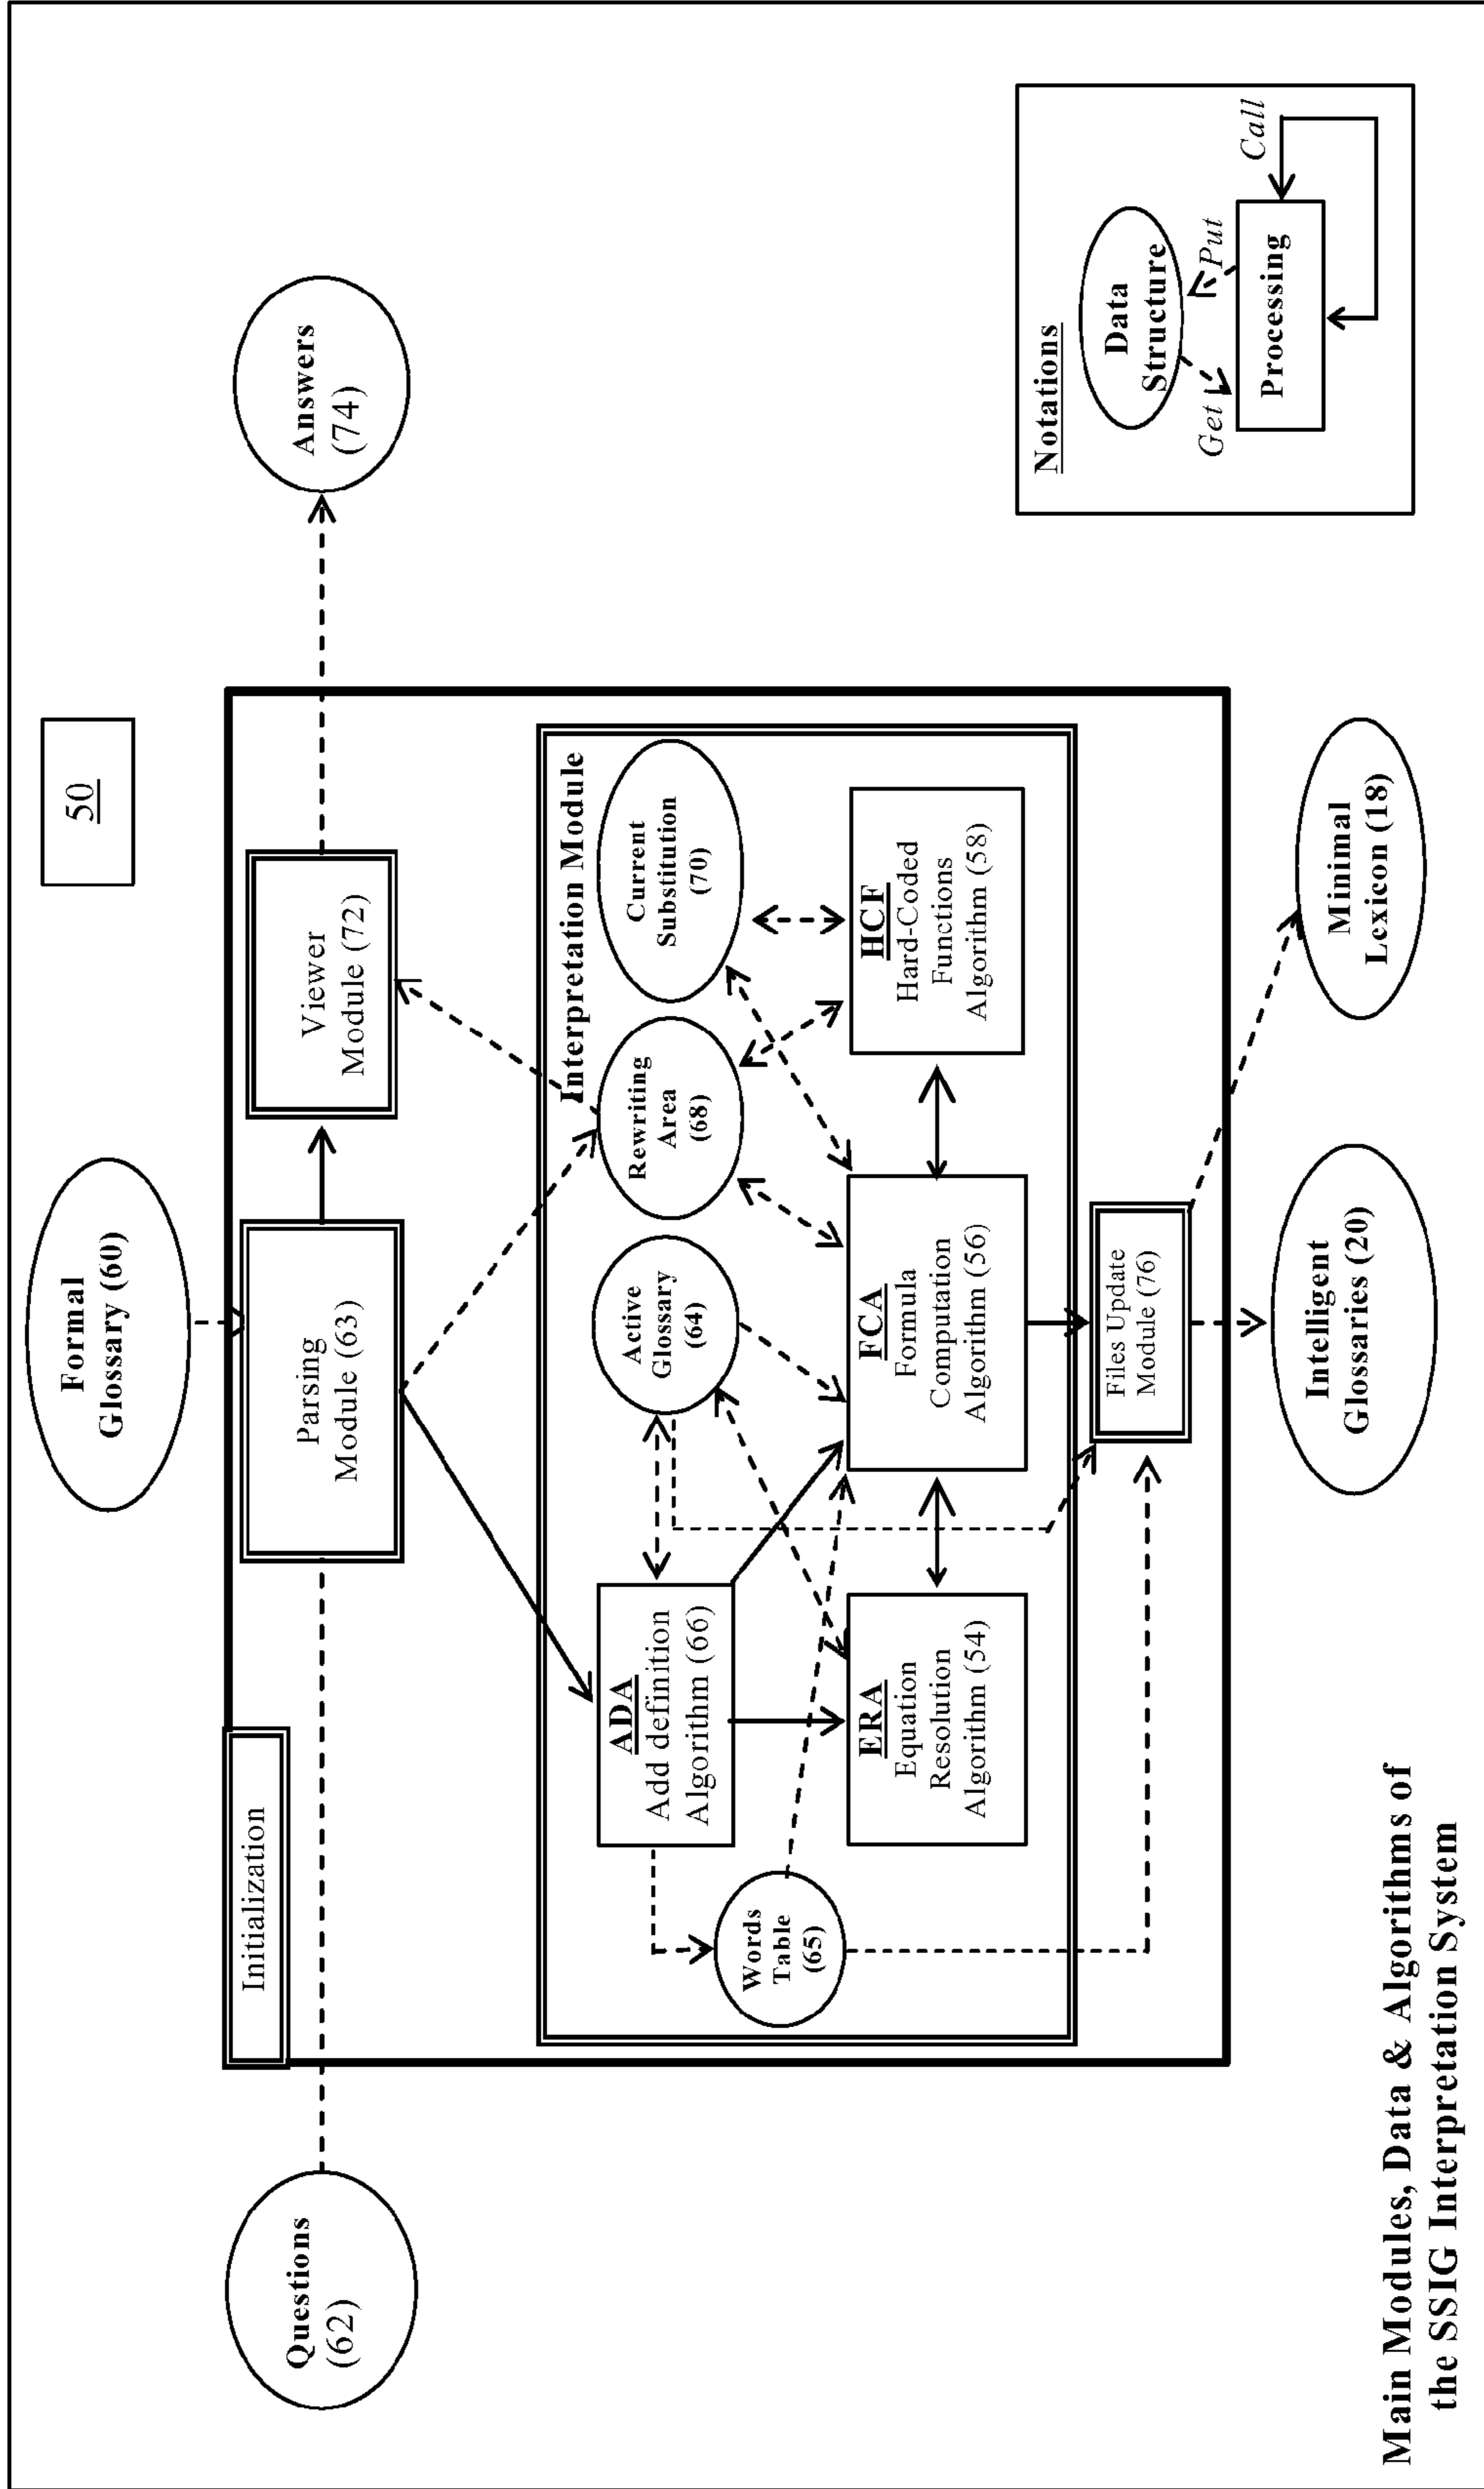 50
Formal
Glossary (60)
Questions
(62)
Initialization
Parsing
Module (63)
Viewer
Module (72)
Answers
(74)
Interpretation Module
ADA
Add definition
Algorithm (66)
Active
Glossary
(64)
Rewriting
Area
(68)
Current
Substitution
(70)
Words
Table
(65)
ERA
Equation
Resolution
Algorithm (54)
FCA
Formula
Computation
Algorithm (56)
HCF
Hard-Coded
Functions
Algorithm (58)
Files Update
Module (76)
Intelligent
Glossaries (20)
Minimal
Lexicon (18)
Notations
Data
Structure
Get
Put
Call
Processing
Main Modules, Data & Algorithms of
the SSIG Interpretation System